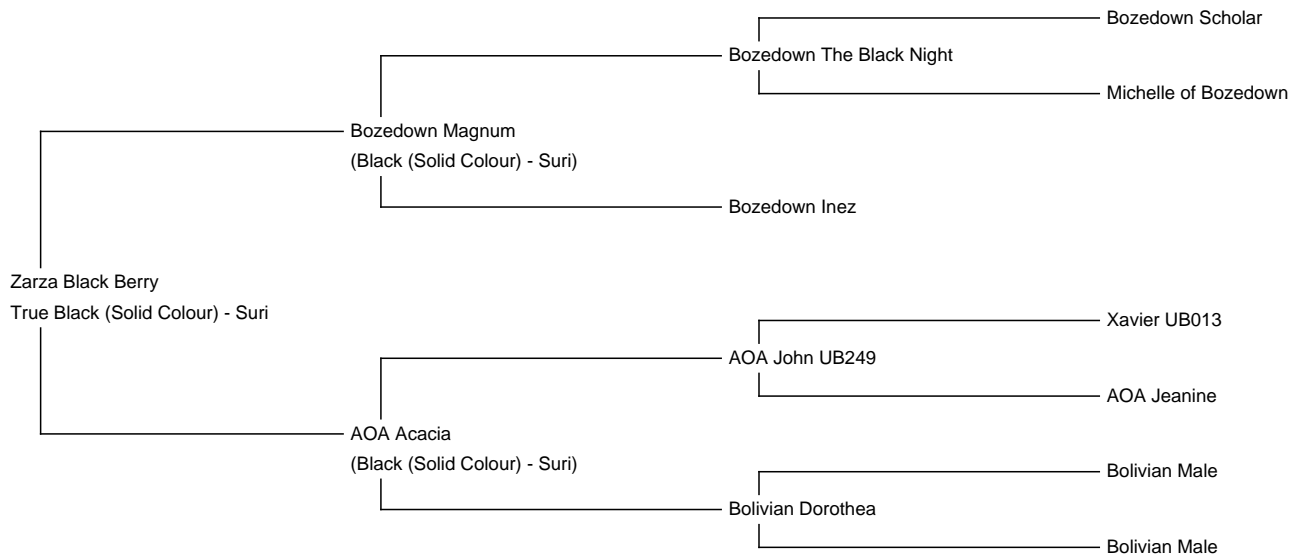 Bozedown Scholar
Bozedown The Black Night
Michelle of Bozedown
Bozedown Magnum
(Black (Solid Colour) - Suri)
Bozedown Inez
Zarza Black Berry
True Black (Solid Colour) - Suri
Xavier UB013
AOA John UB249
AOA Jeanine
AOA Acacia
(Black (Solid Colour) - Suri)
Bolivian Male
Bolivian Dorothea
Bolivian Male